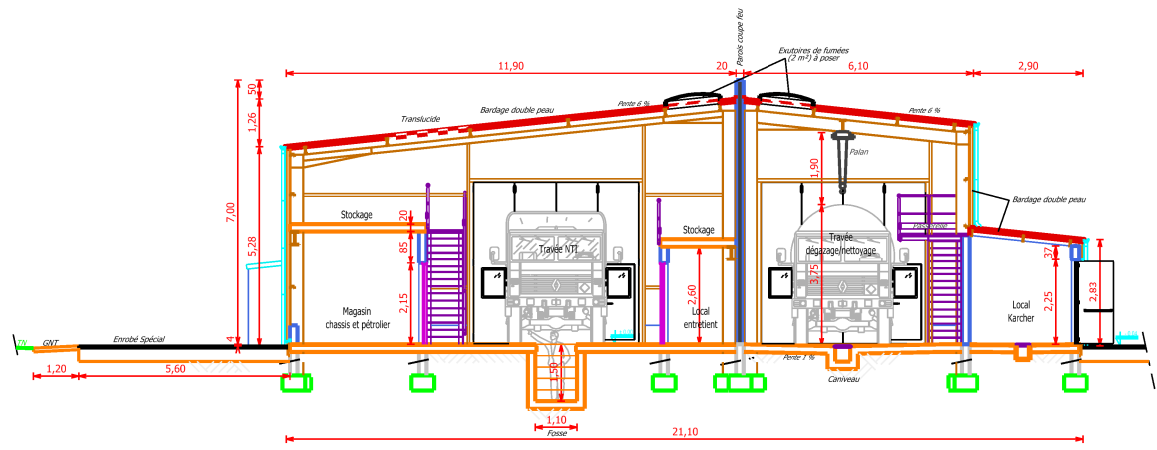 Parois coupe feu
Exutoires de fumées
(2 m²) à poser
11,90
20
6,10
2,90
50
1,26
7,00
5,28
4
Translucide
Bardage double peau
Pente 6 %
Pente 6 %
Palan
1,90
Bardage double peau
Stockage
20
85
2,15
Stockage
Travée NTI
Travée
dégazage/nettoyage
3,75
2,60
37
2,25
2,83
Magasin
chassis et pétrolier
Local
entretient
Local
Karcher
TN
GNT
Enrobé Spécial
1,20
5,60
1,50
1,10
Fosse
Pente 1 %
Caniveau
21,10